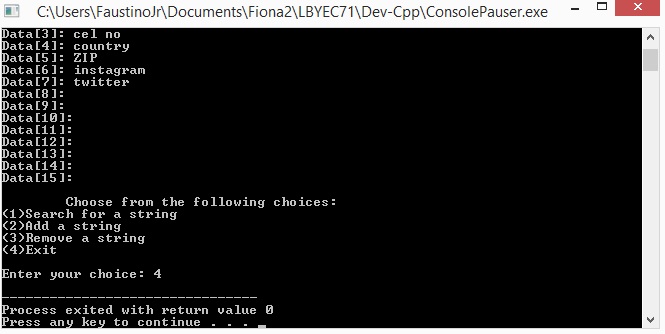 C:\Users\FaustinoJr\Documents\Fiona2\LBYEC71\Dev-Cpp\ConsolePauser.exe
Data[3]: cel no
Data[4]: country
Data[5]: ZIP
Data[6]: instagram
Data[7]: twitter
Data[8]:
Data[9]:
Data[10]:
Data[11]:
Data[12]:
Data[13]:
Data[14]:
Data[15]:
Choose from the following choices:
(1)Search for a string
(2)Add a string
(3)Remove a string
(4)Exit
Enter your choice: 4
--------------------------------
Process exited with return value 0
Press any key to continue . . . _